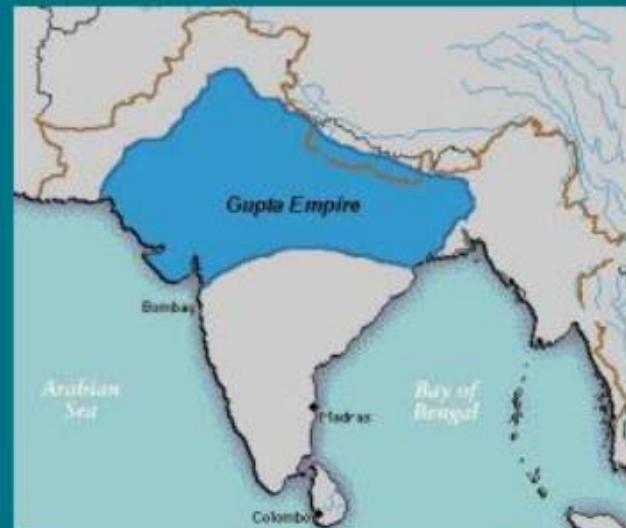 Gupta Empire
Bombay
Arabian
Sea
Bay of
Bengal
Madras
Colombo